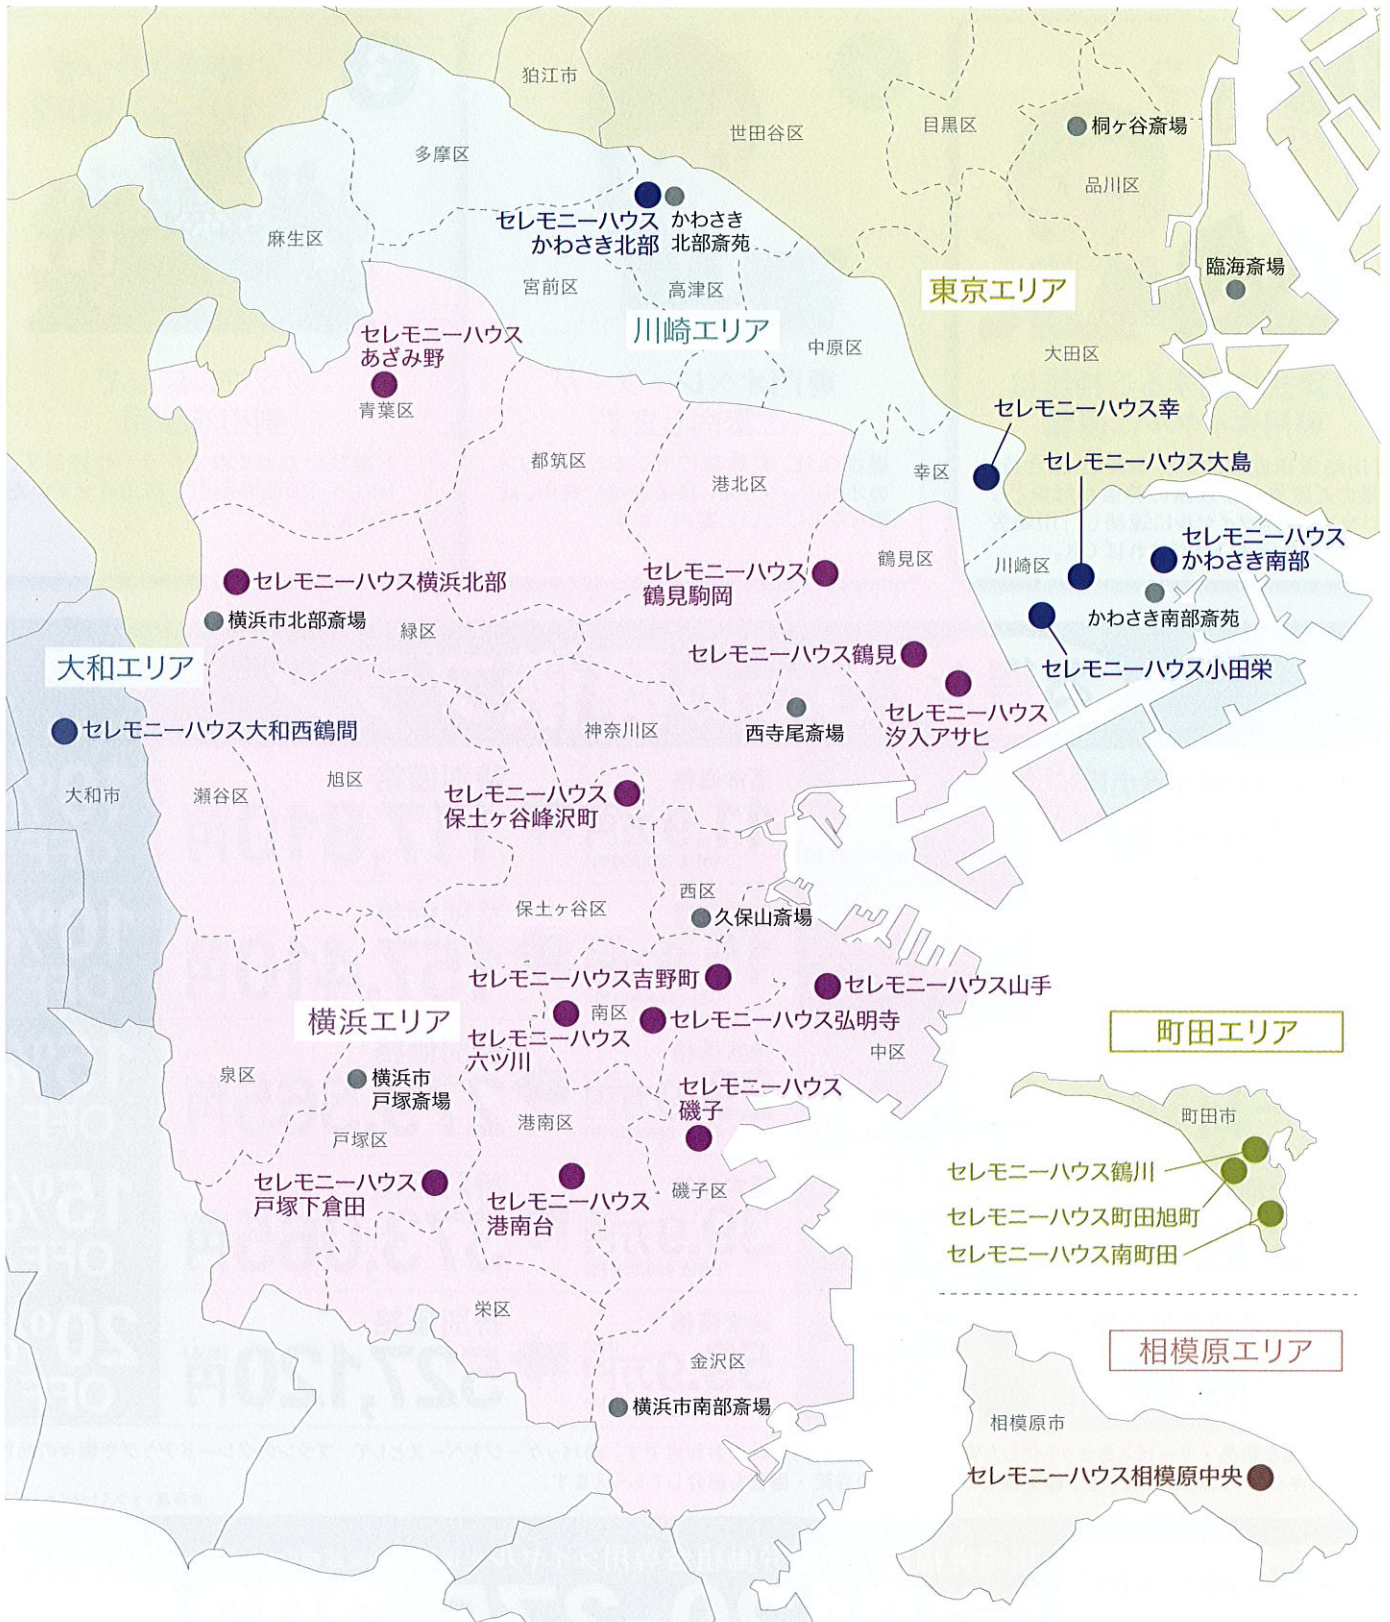 狛江市
世田谷区
目黒区
桐ヶ谷斎場
多摩区
品川区
麻生区
セレモニーハウス
かわさき北部
かわさき
北部斎苑
宮前区
高津区
臨海斎場
東京エリア
川崎エリア
セレモニーハウス
あざみ野
中原区
大田区
青葉区
セレモニーハウス幸
都筑区
港北区
幸区
セレモニーハウス大島
鶴見区
川崎区
セレモニーハウス
かわさき南部
セレモニーハウス横浜北部
セレモニーハウス
鶴見駒岡
横浜市北部斎場
緑区
かわさき南部斎苑
大和エリア
セレモニーハウス鶴見
セレモニーハウス小田栄
セレモニーハウス大和西鶴間
神奈川区
西寺尾斎場
セレモニーハウス
汐入アサヒ
大和市
瀬谷区
旭区
セレモニーハウス
保土ヶ谷峰沢町
西区
保土ヶ谷区
久保山斎場
セレモニーハウス吉野町
セレモニーハウス山手
横浜エリア
南区
セレモニーハウス弘明寺
セレモニーハウス
六ツ川
中区
町田エリア
泉区
横浜市
戸塚斎場
セレモニーハウス
磯子
戸塚区
港南区
町田市
セレモニーハウス
戸塚下倉田
セレモニーハウス
港南台
磯子区
セレモニーハウス鶴川
セレモニーハウス町田旭町
セレモニーハウス南町田
栄区
金沢区
相模原エリア
横浜市南部斎場
相模原市
セレモニーハウス相模原中央